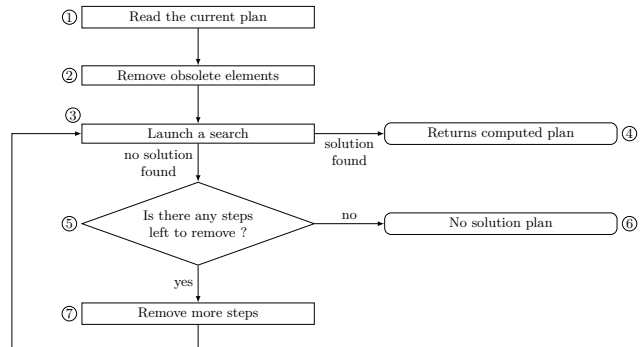 ① Read the current plan
② Remove obsolete elements
③
Launch a search
Returns computed plan ④
solution
found
no solution
found
Is there any steps
left to remove ?
⑤
no
No solution plan ⑥
yes
⑦ Remove more steps